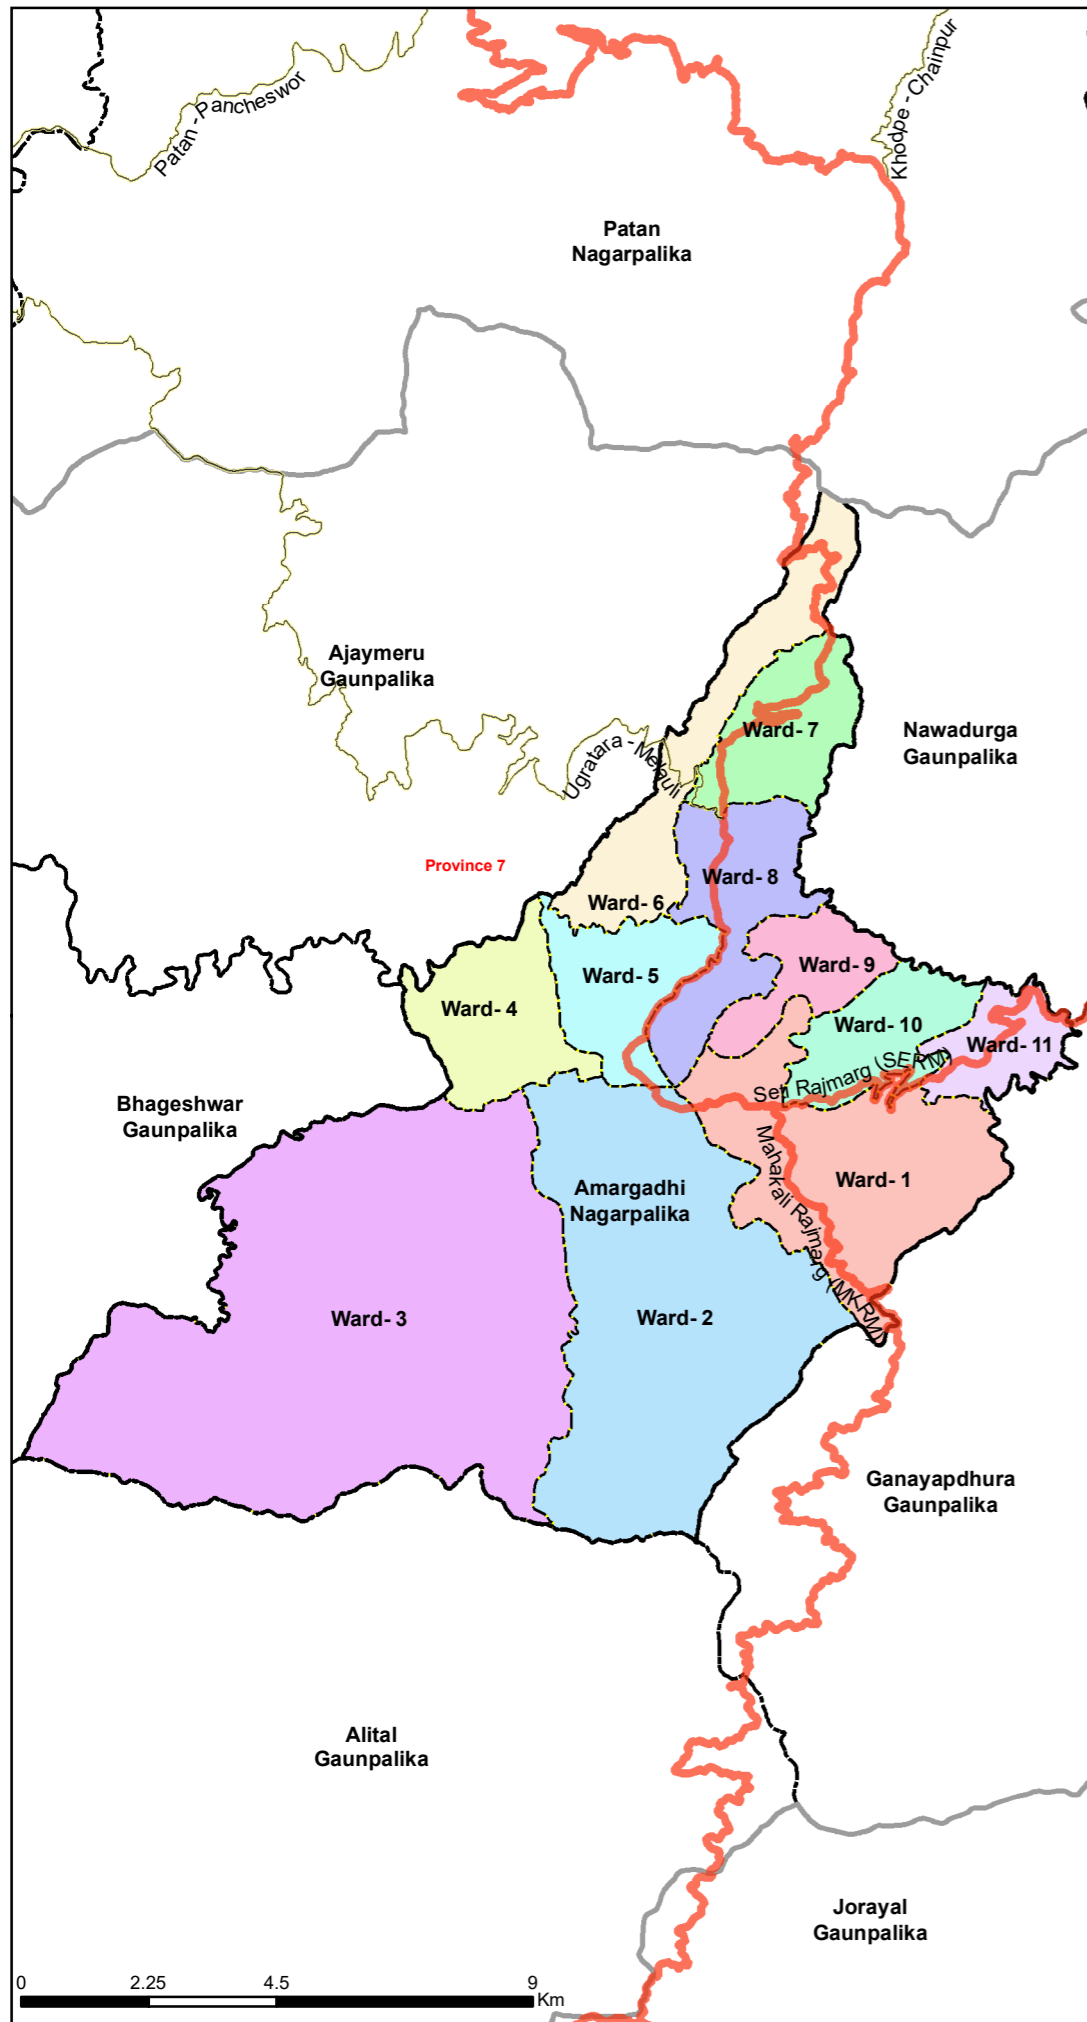 Patan - Pancheswor
Khodpe - Chainpur
Patan
Nagarpalika
Ajaymeru
Gaunpalika
Ugratara - Melauli
Ward- 7
Nawadurga
Gaunpalika
Province 7
Ward- 8
Ward- 6
Ward- 9
Ward- 5
Ward- 4
Ward- 10
Ward- 11
Seti Rajmarg (SERM)
Bhageshwar
Gaunpalika
Mahakali Rajmarg (MKRM)
Ward- 1
Amargadhi
Nagarpalika
Ward- 3
Ward- 2
Ganayapdhura
Gaunpalika
Alital
Gaunpalika
Jorayal
Gaunpalika
0 2.25 4.5 9
Km